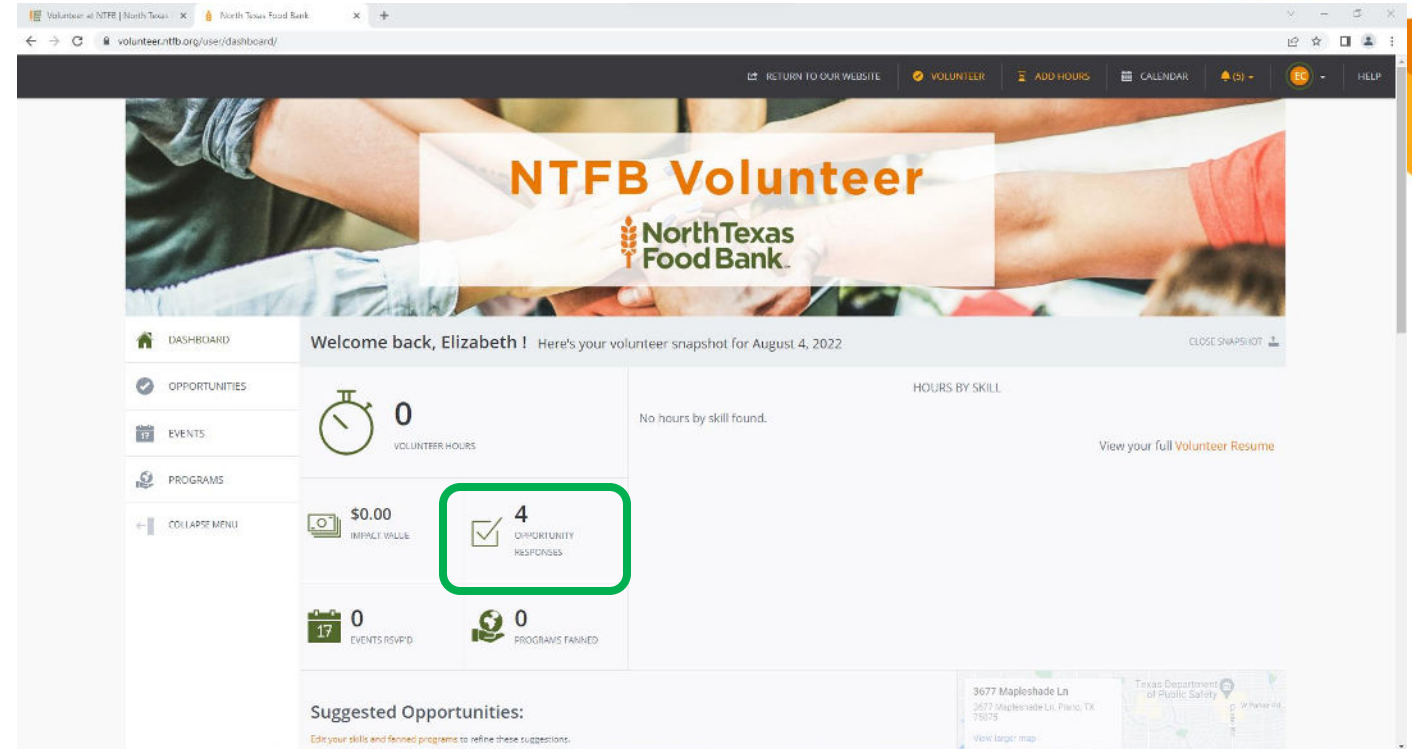 Volunteer at NTFB | North Texas
North Texas Food Bank
volunteer.ntfb.org/user/dashboard/
RETURN TO OUR WEBSITE
VOLUNTEER
ADD HOURS
CALENDAR
(5)
EC
HELP
NTFB Volunteer
North Texas
Food Bank
DASHBOARD
OPPORTUNITIES
17
EVENTS
PROGRAMS
COLLAPSE MENU
Welcome back, Elizabeth ! Here's your volunteer snapshot for August 4, 2022
CLOSE SNAPSHOT
0
VOLUNTEER HOURS
HOURS BY SKILL
No hours by skill found.
View your full Volunteer Resume
$0.00
IMPACT VALUE
4
OPPORTUNITY
RESPONSES
17
0
EVENTS RSVP'D
0
PROGRAMS FANNED
Suggested Opportunities:
Edit your skills and fanned programs to refine these suggestions.
3677 Mapleshade Ln
3677 Mapleshade Ln, Plano, TX
75075
View larger map
Texas Department
of Public Safety